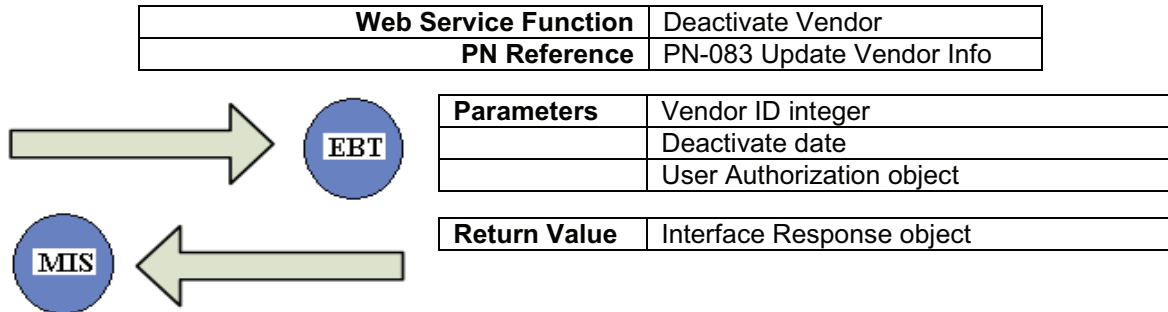 Web Service Function Deactivate Vendor
PN Reference PN-083 Update Vendor Info
EBT
Parameters Vendor ID integer
Deactivate date
User Authorization object
MIS
Return Value Interface Response object